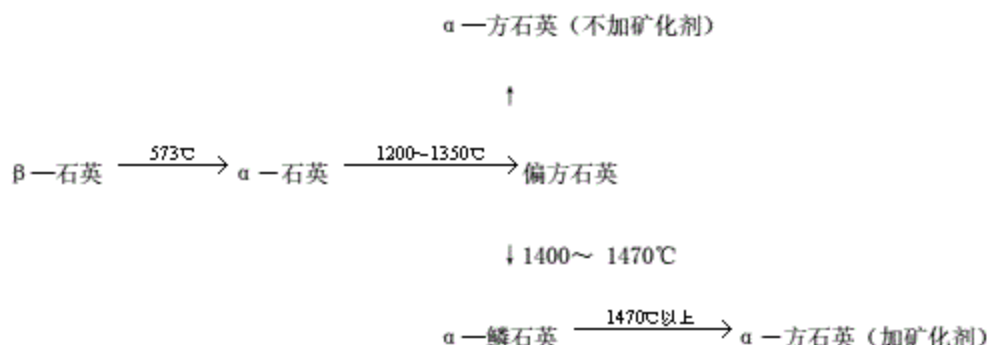 α—方石英（不加矿化剂）
↑
β—石英 573℃ α—石英 1200~1350℃ 偏方石英
↓1400～ 1470℃
α—鳞石英 1470℃以上 α—方石英（加矿化剂）